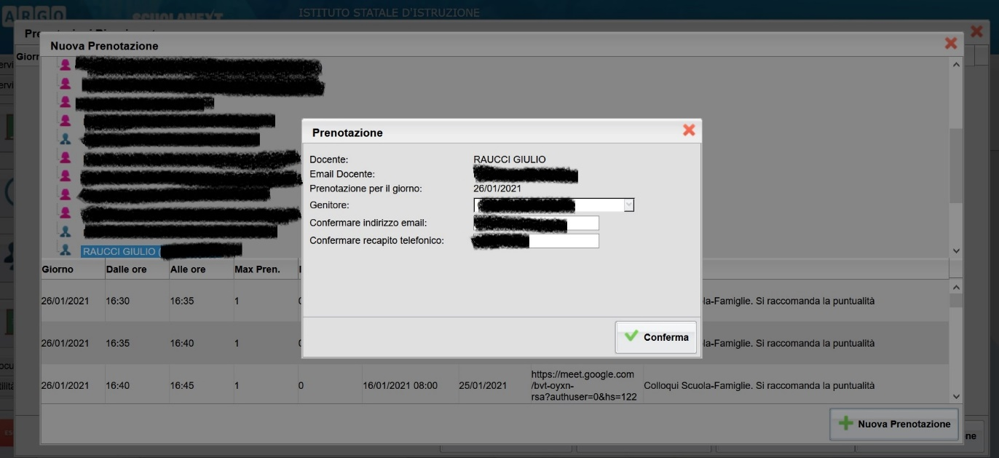 ARGO
SCUOLANEXT
ISTITUTO STATALE D'ISTRUZIONE
Nuova Prenotazione
Prenotazione
Docente: RAUCCI GIULIO
Email Docente:
Prenotazione per il giorno: 26/01/2021
Genitore:
Confermare indirizzo email:
Confermare recapito telefonico:
Conferma
RAUCCI GIULIO (
Giorno Dalle ore Alle ore Max Pren.
26/01/2021 16:30 16:35 1 la-Famiglie. Si raccomanda la puntualità
26/01/2021 16:35 16:40 1 la-Famiglie. Si raccomanda la puntualità
26/01/2021 16:40 16:45 1 0 16/01/2021 08:00 25/01/2021 https://meet.google.com
/bvt-oyxn-
rsa?authuser=0&hs=122 Colloqui Scuola-Famiglie. Si raccomanda la puntualità
Nuova Prenotazione